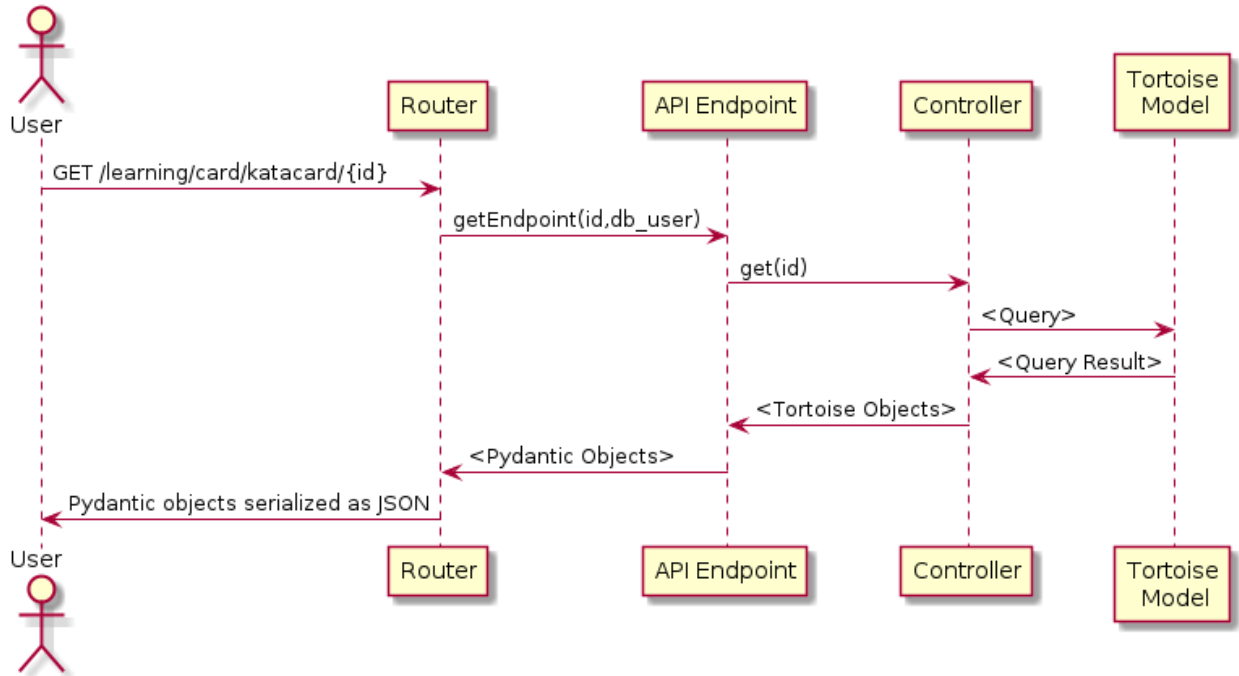 User
Router
API Endpoint
Controller
Tortoise
Model
GET /learning/card/katacard/{id}
getEndpoint(id,db_user)
get(id)
<Query>
<Query Result>
<Tortoise Objects>
<Pydantic Objects>
Pydantic objects serialized as JSON
User
Router
API Endpoint
Controller
Tortoise
Model